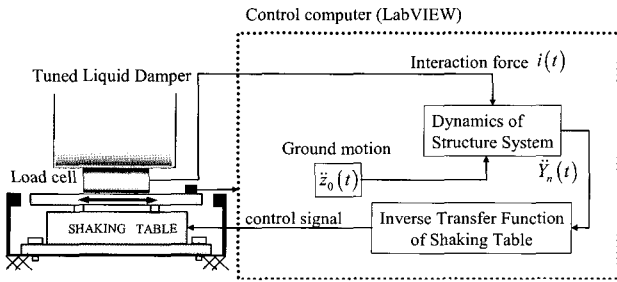 Control computer (LabVIEW)
Tuned Liquid Damper
Interaction force i(t)
Dynamics of
Structure System
Load cell
Ground motion
z̈₀(t)
Ÿₙ(t)
control signal
Inverse Transfer Function
of Shaking Table
SHAKING TABLE